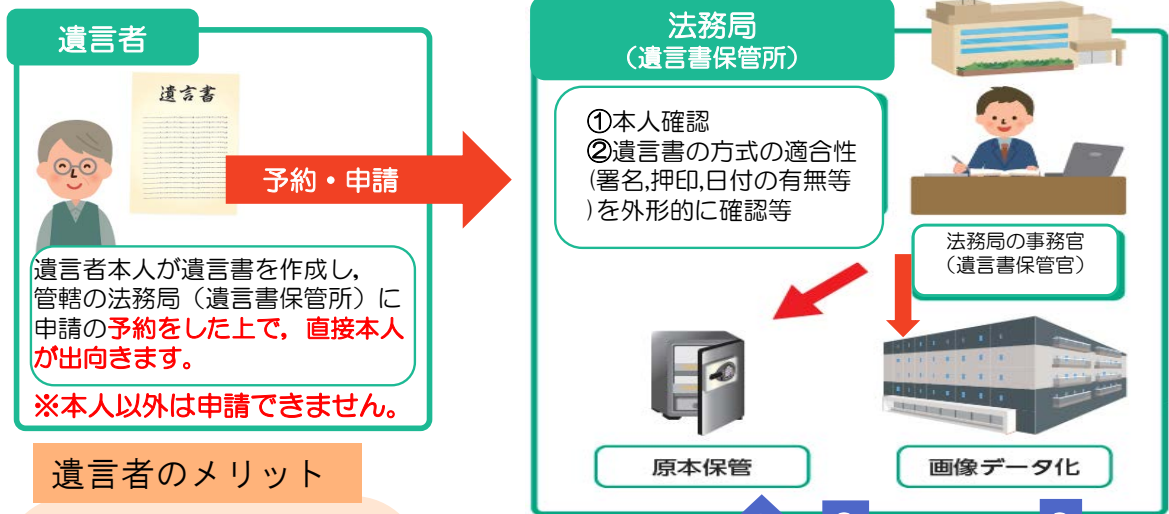 遺言者
遺言書
予約・申請
遺言者本人が遺言書を作成し,
管轄の法務局（遺言書保管所）に
申請の予約をした上で，直接本人
が出向きます。
※本人以外は申請できません。
遺言者のメリット
法務局
（遺言書保管所）
①本人確認
②遺言書の方式の適合性
(署名,押印,日付の有無等
)を外形的に確認等
法務局の事務官
（遺言書保管官）
原本保管
画像データ化